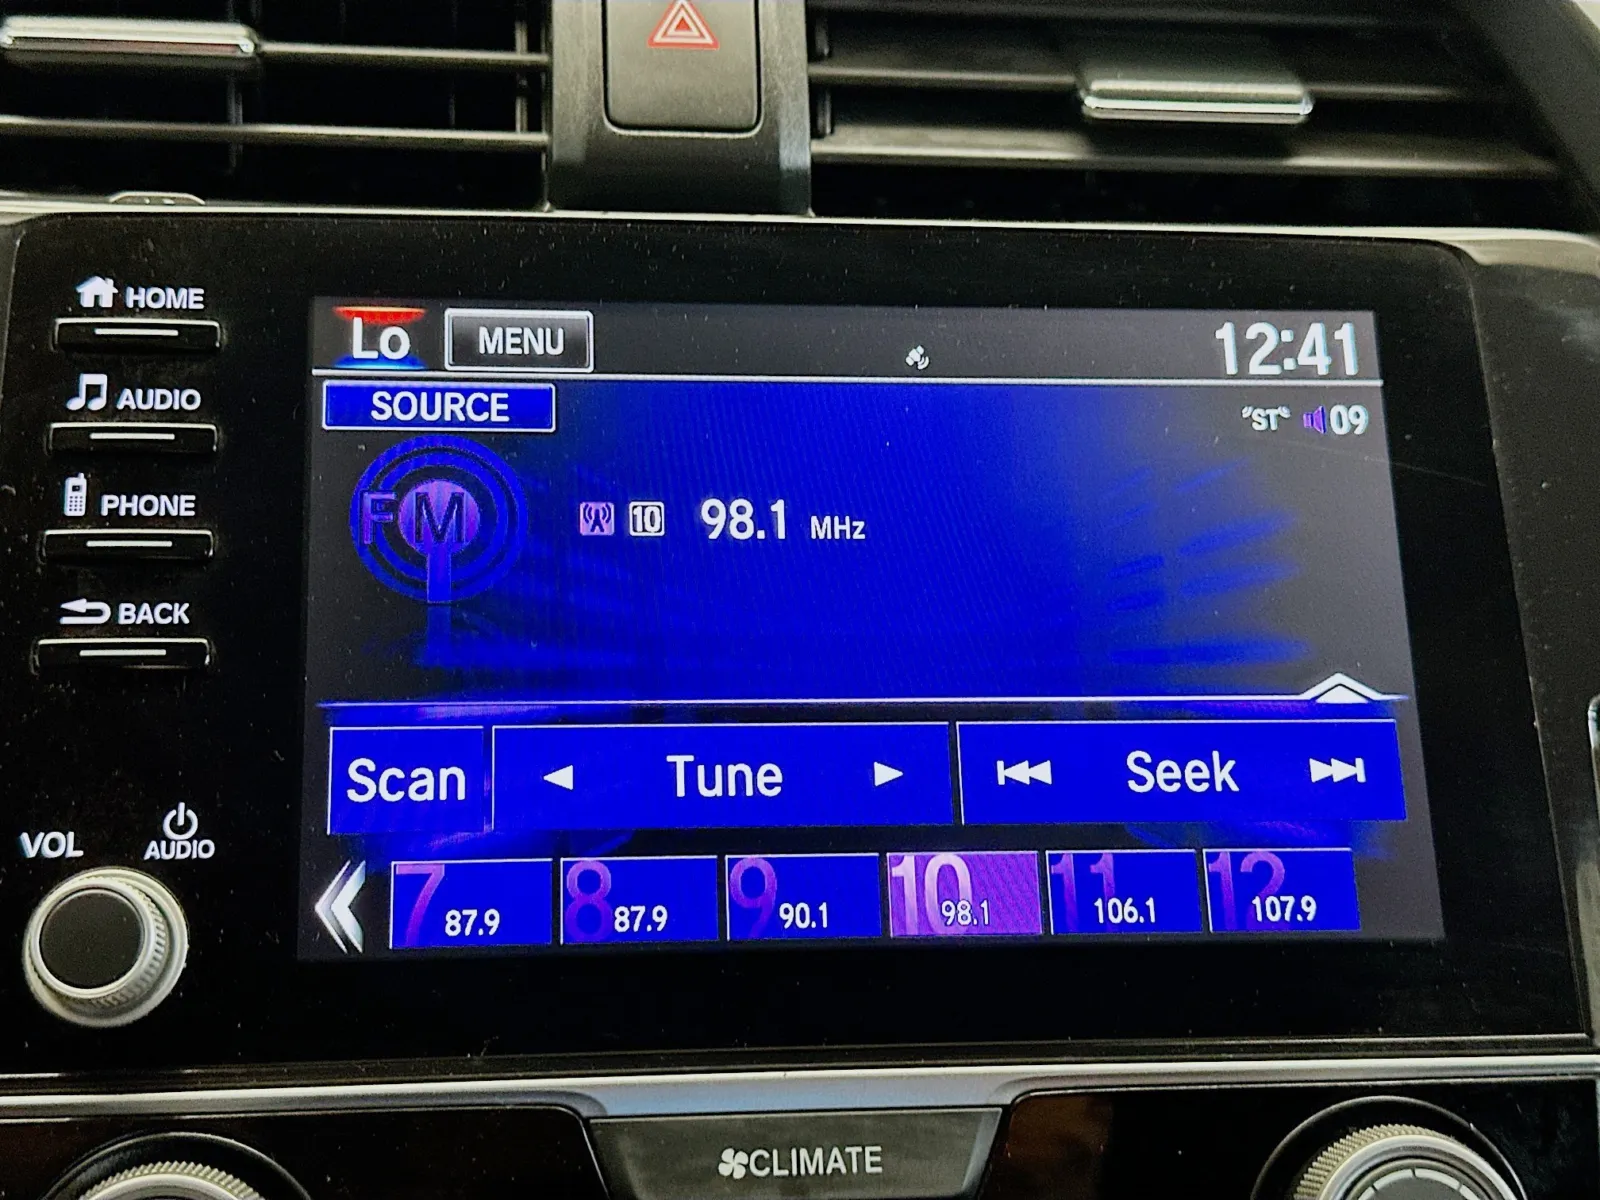 HOME
AUDIO
PHONE
BACK
VOL
AUDIO
Lo MENU 12:41
SOURCE "ST" 09
FM 10 98.1 MHz
Scan Tune Seek
7 87.9 8 87.9 9 90.1 10 98.1 11 106.1 12 107.9
CLIMATE